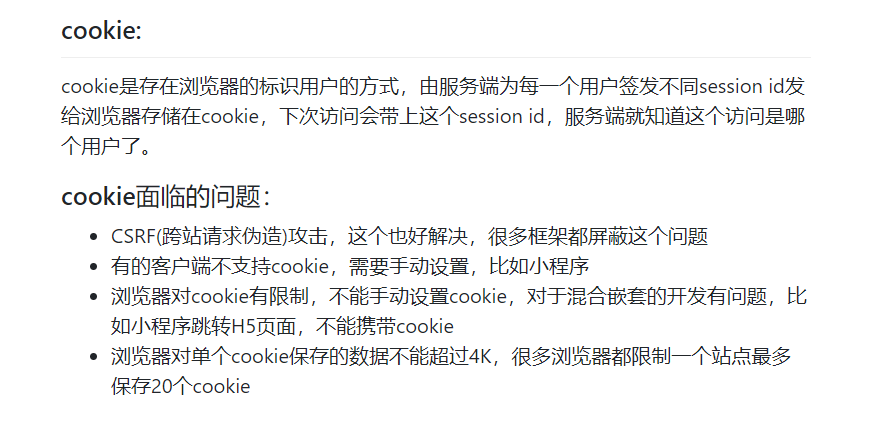 cookie:
cookie是存在浏览器的标识用户的方式，由服务端为每一个用户签发不同session id发
给浏览器存储在cookie，下次访问会带上这个session id，服务端就知道这个访问是哪
个用户了。
cookie面临的问题：
• CSRF(跨站请求伪造)攻击，这个也好解决，很多框架都屏蔽这个问题
• 有的客户端不支持cookie，需要手动设置，比如小程序
• 浏览器对cookie有限制，不能手动设置cookie，对于混合嵌套的开发有问题，比
如小程序跳转H5页面，不能携带cookie
• 浏览器对单个cookie保存的数据不能超过4K，很多浏览器都限制一个站点最多
保存20个cookie